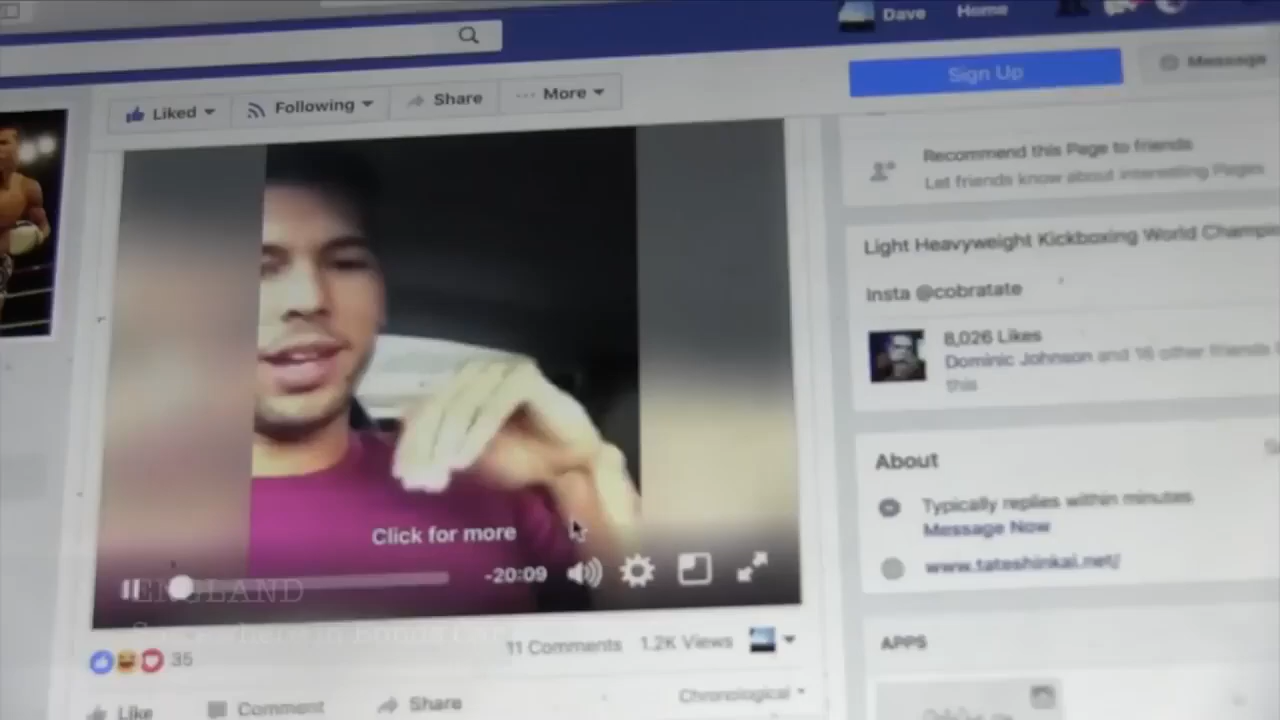 Dave Home
Liked Following Share More
Sign Up Message
Recommend this Page to friends
Let friends know about interesting Pages
Light Heavyweight Kickboxing World
Insta @cobratate
8,026 Likes
Dominic Johnson and 16 other friends
this
About
Typically replies within minutes
Message Now
www.tateshinkai.net/
APPS
Click for more
-20:09
ENGLAND
35 11 Comments 1.2K Views
Like Comment Share Chronological